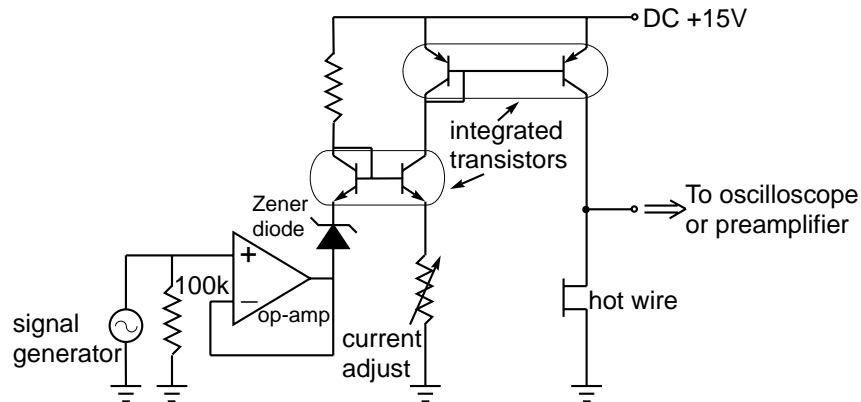 DC +15V
integrated
transistors
Zener
diode
To oscilloscope
or preamplifier
+
100k
−
op-amp
hot wire
signal
generator
current
adjust